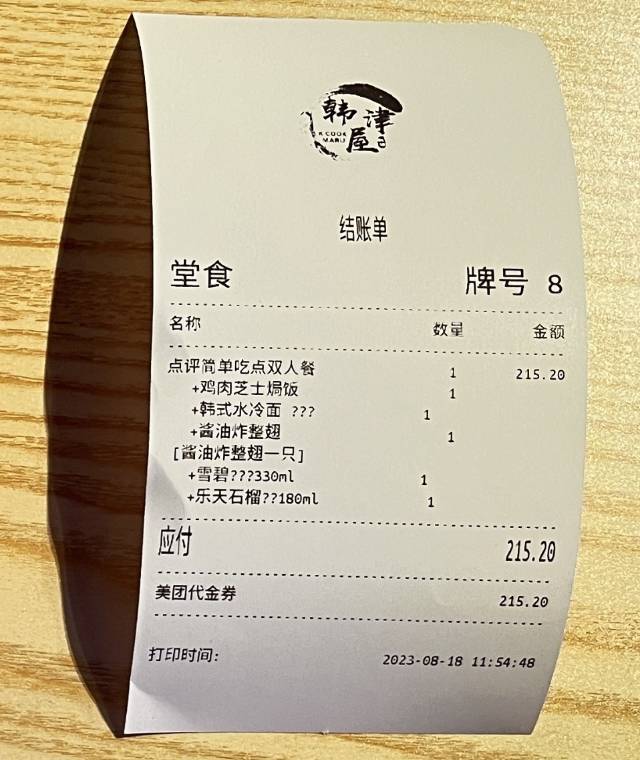 韩津屋
K COOK
MARU
结账单
堂食 牌号 8
名称 数量 金额
点评简单吃点双人餐 1 215.20
+鸡肉芝士焗饭 1
+韩式水冷面 ??? 1
+酱油炸整翅 1
[酱油炸整翅一只]
+雪碧???330ml 1
+乐天石榴??180ml 1
应付 215.20
美团代金券 215.20
打印时间: 2023-08-18 11:54:48